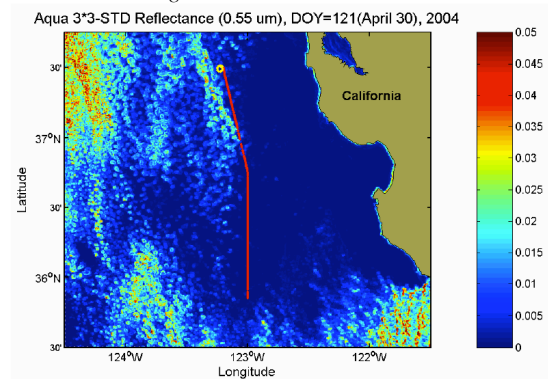 Aqua 3*3-STD Reflectance (0.55 um), DOY=121(April 30), 2004
30'
37°N
30'
36°N
30'
Latitude
124°W
123°W
122°W
Longitude
California
0.05
0.045
0.04
0.035
0.03
0.025
0.02
0.015
0.01
0.005
0